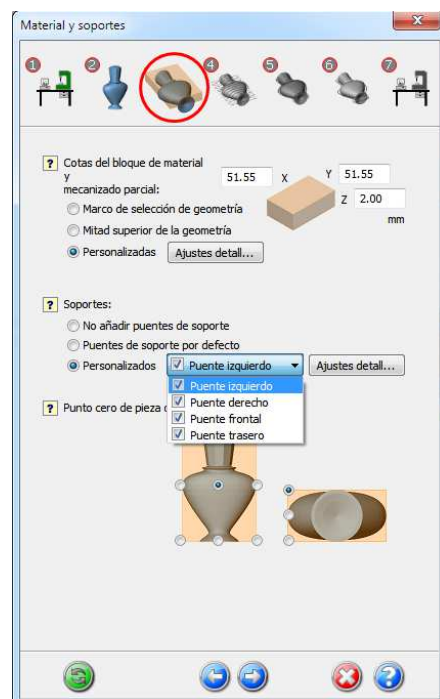 Material y soportes
x
1 2 4 5 6 7
? Cotas del bloque de material
y
mecanizado parcial:
51.55 X Y 51.55
Z 2.00
mm
Marco de selección de geometría
Mitad superior de la geometría
Personalizadas Ajustes detall...
? Soportes:
No añadir puentes de soporte
Puentes de soporte por defecto
Personalizados Puente izquierdo Ajustes detall...
Puente izquierdo
Puente derecho
Puente frontal
Puente trasero
? Punto cero de pieza
?